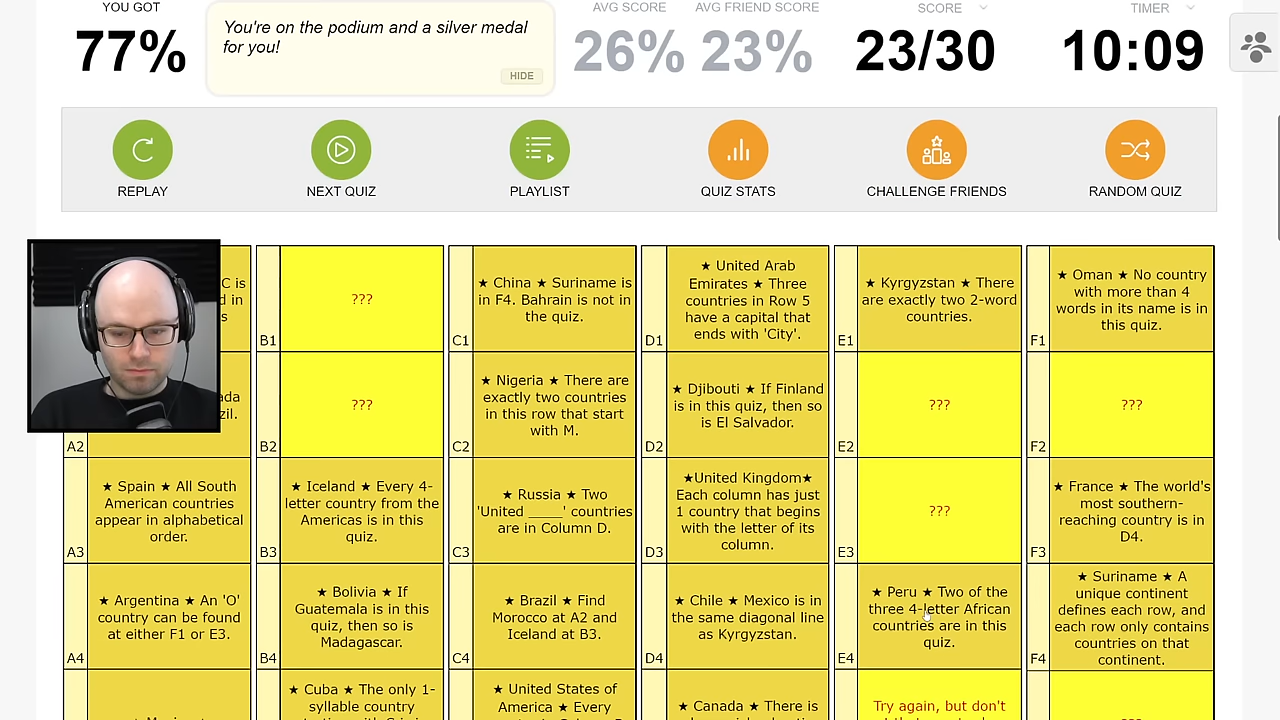 YOU GOT
77%
You're on the podium and a silver medal
for you!
HIDE
AVG SCORE
26%
AVG FRIEND SCORE
23%
SCORE
23/30
TIMER
10:09
REPLAY
NEXT QUIZ
PLAYLIST
QUIZ STATS
CHALLENGE FRIENDS
RANDOM QUIZ
C is
d in
s
B1
???
C1
★ China ★ Suriname is
in F4. Bahrain is not in
the quiz.
D1
★ United Arab
Emirates ★ Three
countries in Row 5
have a capital that
ends with 'City'.
E1
★ Kyrgyzstan ★ There
are exactly two 2-word
countries.
F1
★ Oman ★ No country
with more than 4
words in its name is in
this quiz.
A2
ada
zil.
B2
???
C2
★ Nigeria ★ There are
exactly two countries
in this row that start
with M.
D2
★ Djibouti ★ If Finland
is in this quiz, then so
is El Salvador.
E2
???
F2
???
A3
★ Spain ★ All South
American countries
appear in alphabetical
order.
B3
★ Iceland ★ Every 4-
letter country from the
Americas is in this
quiz.
C3
★ Russia ★ Two
'United ____' countries
are in Column D.
D3
★United Kingdom★
Each column has just
1 country that begins
with the letter of its
column.
E3
???
F3
★ France ★ The world's
most southern-
reaching country is in
D4.
A4
★ Argentina ★ An 'O'
country can be found
at either F1 or E3.
B4
★ Bolivia ★ If
Guatemala is in this
quiz, then so is
Madagascar.
C4
★ Brazil ★ Find
Morocco at A2 and
Iceland at B3.
D4
★ Chile ★ Mexico is in
the same diagonal line
as Kyrgyzstan.
E4
★ Peru ★ Two of the
three 4-letter African
countries are in this
quiz.
F4
★ Suriname ★ A
unique continent
defines each row, and
each row only contains
countries on that
continent.
★ Cuba ★ The only 1-
syllable country
★ United States of
America ★ Every
★ Canada ★ There is
Try again, but don't